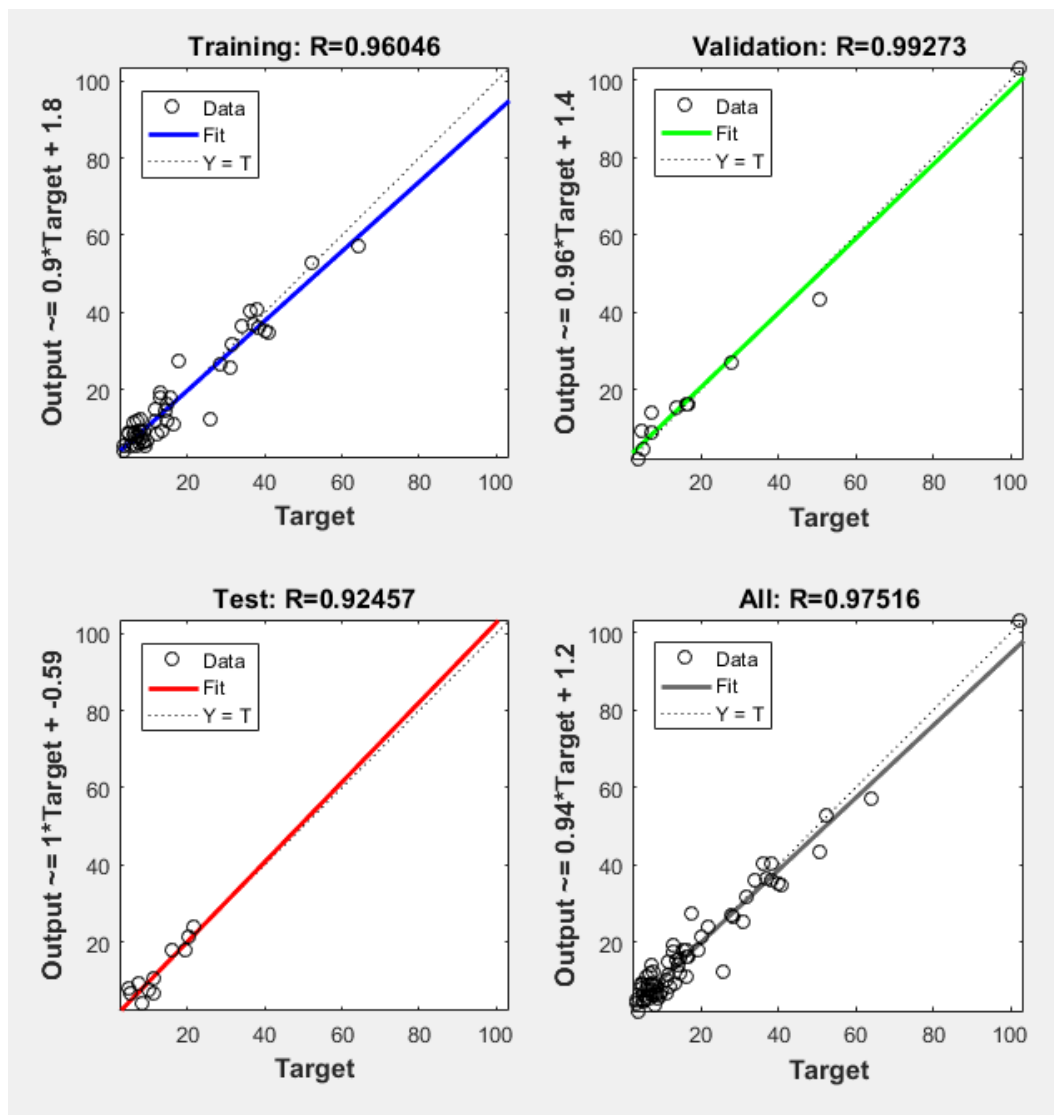 Training: R=0.96046
Output ~= 0.9*Target + 1.8
100
80
60
40
20
Data
Fit
Y = T
20 40 60 80 100
Target
Validation: R=0.99273
Output ~= 0.96*Target + 1.4
100
80
60
40
20
Data
Fit
Y = T
20 40 60 80 100
Target
Test: R=0.92457
Output ~= 1*Target + -0.59
100
80
60
40
20
Data
Fit
Y = T
20 40 60 80 100
Target
All: R=0.97516
Output ~= 0.94*Target + 1.2
100
80
60
40
20
Data
Fit
Y = T
20 40 60 80 100
Target